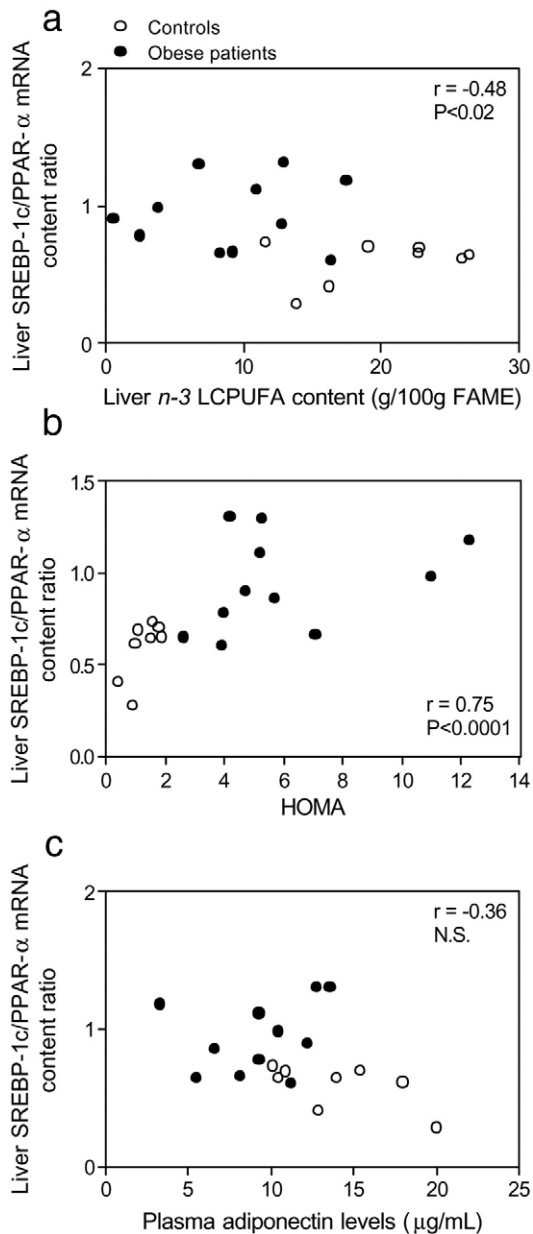 a
Controls
Obese patients
Liver SREBP-1c/PPAR-α mRNA
content ratio
2
1
0
r = -0.48
P<0.02
0 10 20 30
Liver n-3 LCPUFA content (g/100g FAME)
b
Liver SREBP-1c/PPAR-α mRNA
content ratio
1.5
1.0
0.5
0.0
r = 0.75
P<0.0001
0 2 4 6 8 10 12 14
HOMA
c
Liver SREBP-1c/PPAR-α mRNA
content ratio
2
1
0
r = -0.36
N.S.
0 5 10 15 20 25
Plasma adiponectin levels (μg/mL)